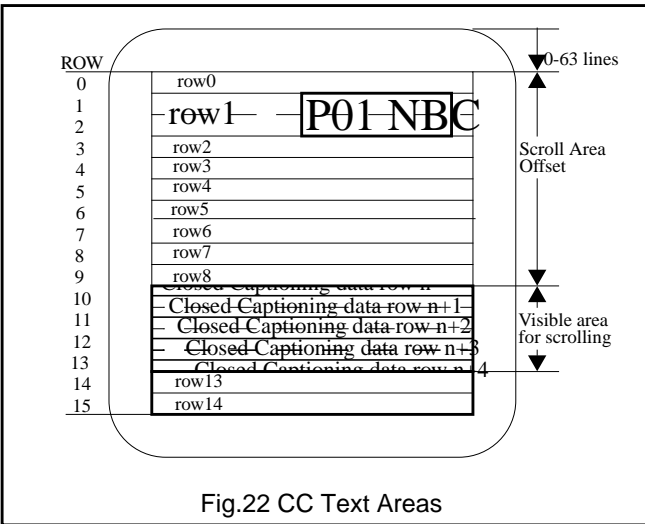 0-63 lines
ROW
0 row0
1
row1 P01 NBC
2
3 row2
4 row3
Scroll Area
Offset
5 row4
6 row5
7 row6
8 row7
9 row8
Closed Captioning data row n
10
Closed Captioning data row n+1
11
Closed Captioning data row n+2
Visible area
for scrolling
12
Closed Captioning data row n+3
13
Closed Captioning data row n+4
14 row13
15 row14
Fig.22 CC Text Areas